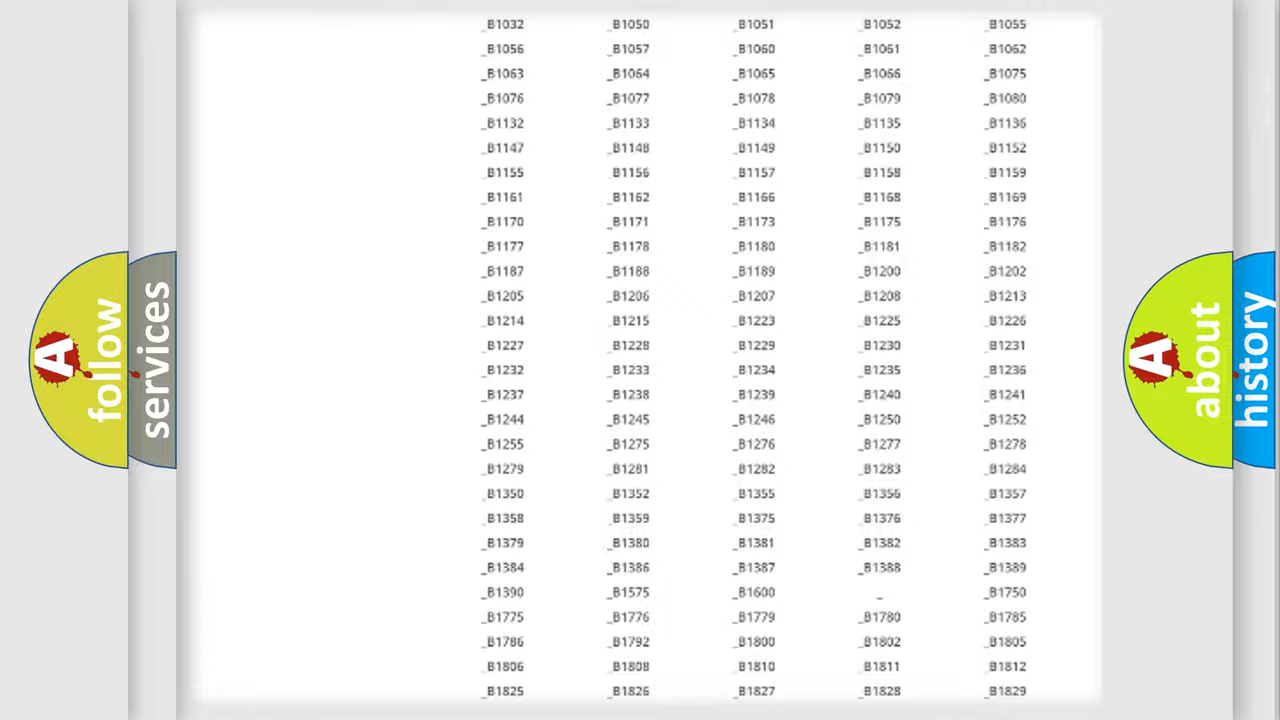 _B1032 _B1050 _B1051 _B1052 _B1055
_B1056 _B1057 _B1060 _B1061 _B1062
_B1063 _B1064 _B1065 _B1066 _B1075
_B1076 _B1077 _B1078 _B1079 _B1080
_B1132 _B1133 _B1134 _B1135 _B1136
_B1147 _B1148 _B1149 _B1150 _B1152
_B1155 _B1156 _B1157 _B1158 _B1159
_B1161 _B1162 _B1166 _B1168 _B1169
_B1170 _B1171 _B1173 _B1175 _B1176
_B1177 _B1178 _B1180 _B1181 _B1182
_B1187 _B1188 _B1189 _B1200 _B1202
_B1205 _B1206 _B1207 _B1208 _B1213
_B1214 _B1215 _B1223 _B1225 _B1226
_B1227 _B1228 _B1229 _B1230 _B1231
_B1232 _B1233 _B1234 _B1235 _B1236
_B1237 _B1238 _B1239 _B1240 _B1241
_B1244 _B1245 _B1246 _B1250 _B1252
_B1255 _B1275 _B1276 _B1277 _B1278
_B1279 _B1281 _B1282 _B1283 _B1284
_B1350 _B1352 _B1355 _B1356 _B1357
_B1358 _B1359 _B1375 _B1376 _B1377
_B1379 _B1380 _B1381 _B1382 _B1383
_B1384 _B1386 _B1387 _B1388 _B1389
_B1390 _B1575 _B1600 _ _B1750
_B1775 _B1776 _B1779 _B1780 _B1785
_B1786 _B1792 _B1800 _B1802 _B1805
_B1806 _B1808 _B1810 _B1811 _B1812
_B1825 _B1826 _B1827 _B1828 _B1829
A follow
services
A about
history